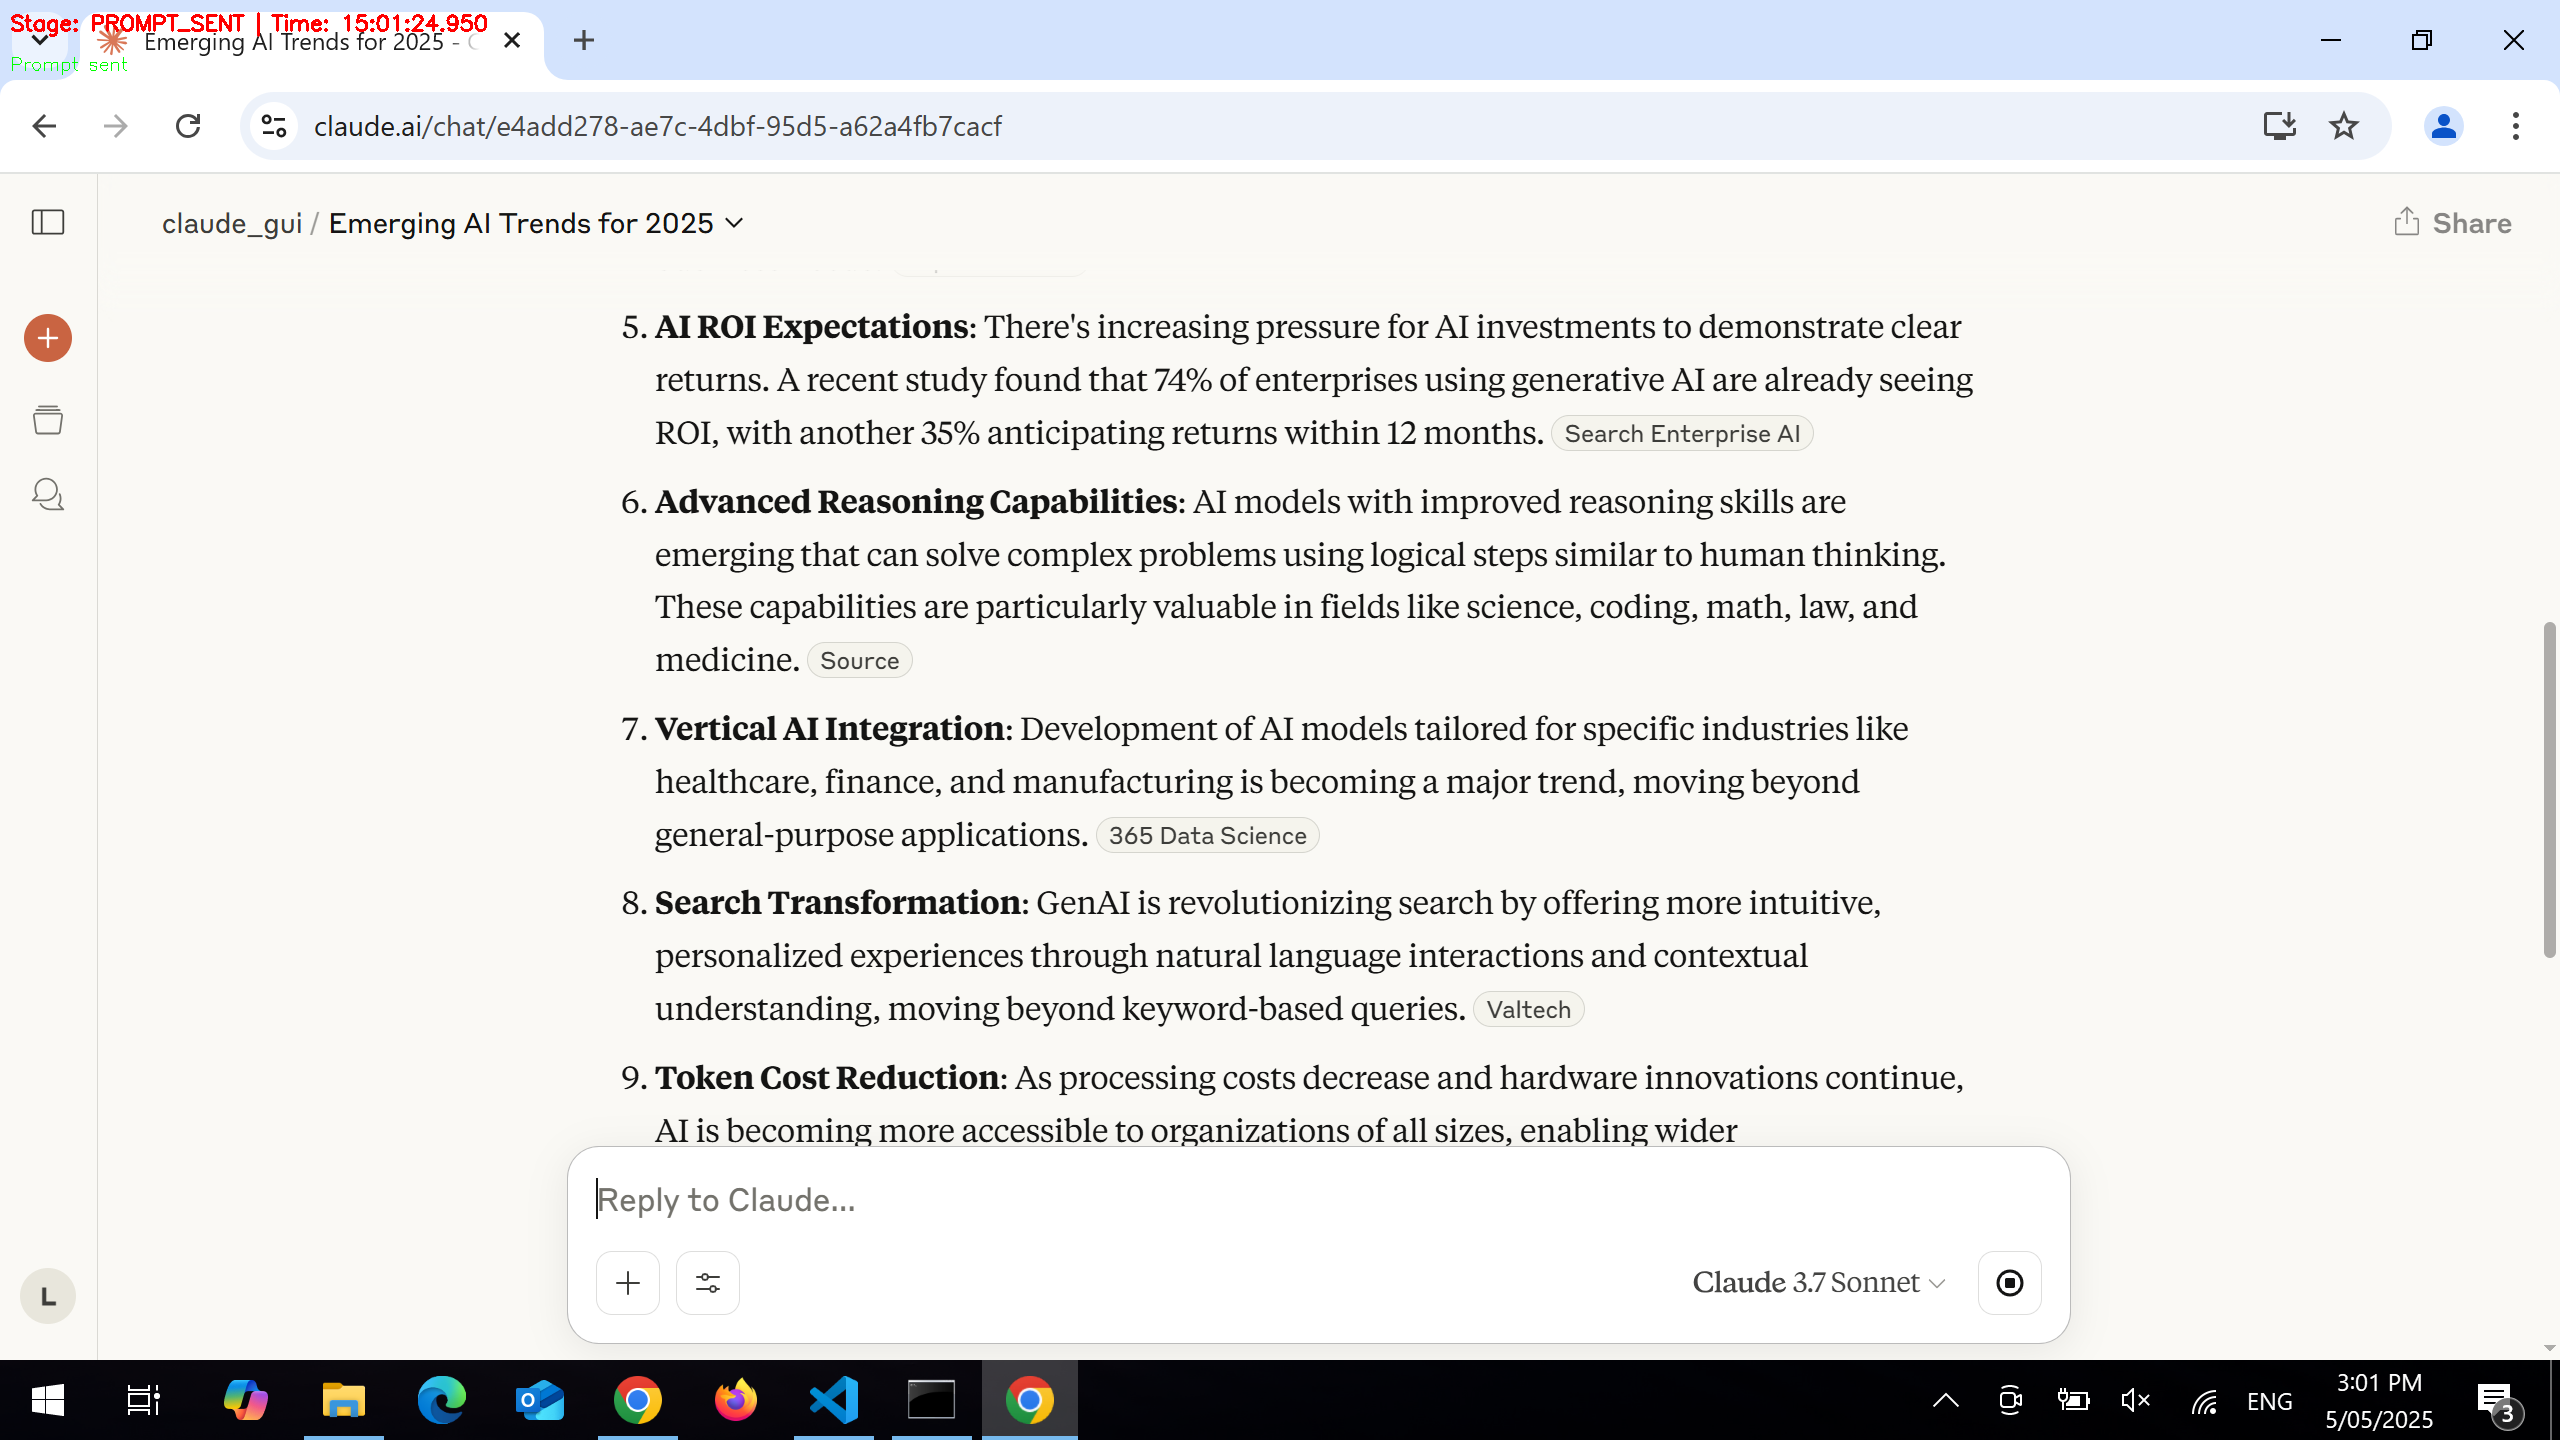 Stage: PROMPT_SENT | Time: 15:01:24.950
Emerging AI Trends for 2025 - C
Prompt sent
claude.ai/chat/e4add278-ae7c-4dbf-95d5-a62a4fb7cacf
claude_gui / Emerging AI Trends for 2025
Share
5. AI ROI Expectations: There's increasing pressure for AI investments to demonstrate clear
returns. A recent study found that 74% of enterprises using generative AI are already seeing
ROI, with another 35% anticipating returns within 12 months. Search Enterprise AI
6. Advanced Reasoning Capabilities: AI models with improved reasoning skills are
emerging that can solve complex problems using logical steps similar to human thinking.
These capabilities are particularly valuable in fields like science, coding, math, law, and
medicine. Source
7. Vertical AI Integration: Development of AI models tailored for specific industries like
healthcare, finance, and manufacturing is becoming a major trend, moving beyond
general-purpose applications. 365 Data Science
8. Search Transformation: GenAI is revolutionizing search by offering more intuitive,
personalized experiences through natural language interactions and contextual
understanding, moving beyond keyword-based queries. Valtech
9. Token Cost Reduction: As processing costs decrease and hardware innovations continue,
AI is becoming more accessible to organizations of all sizes, enabling wider
Reply to Claude...
Claude 3.7 Sonnet
L
ENG
3:01 PM
5/05/2025
3